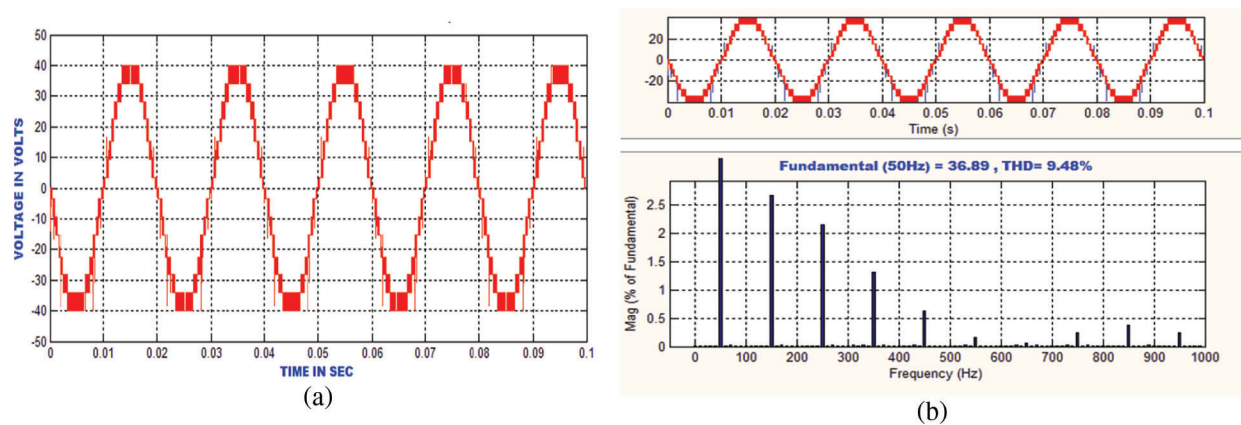 50
40
30
20
10
0
-10
-20
-30
-40
-50
VOLTAGE IN VOLTS
0 0.01 0.02 0.03 0.04 0.05 0.06 0.07 0.08 0.09 0.1
TIME IN SEC
(a)
20
0
-20
0 0.01 0.02 0.03 0.04 0.05 0.06 0.07 0.08 0.09 0.1
Time (s)
Fundamental (50Hz) = 36.89 , THD= 9.48%
2.5
2
1.5
1
0.5
0
Mag (% of Fundamental)
0 100 200 300 400 500 600 700 800 900 1000
Frequency (Hz)
(b)